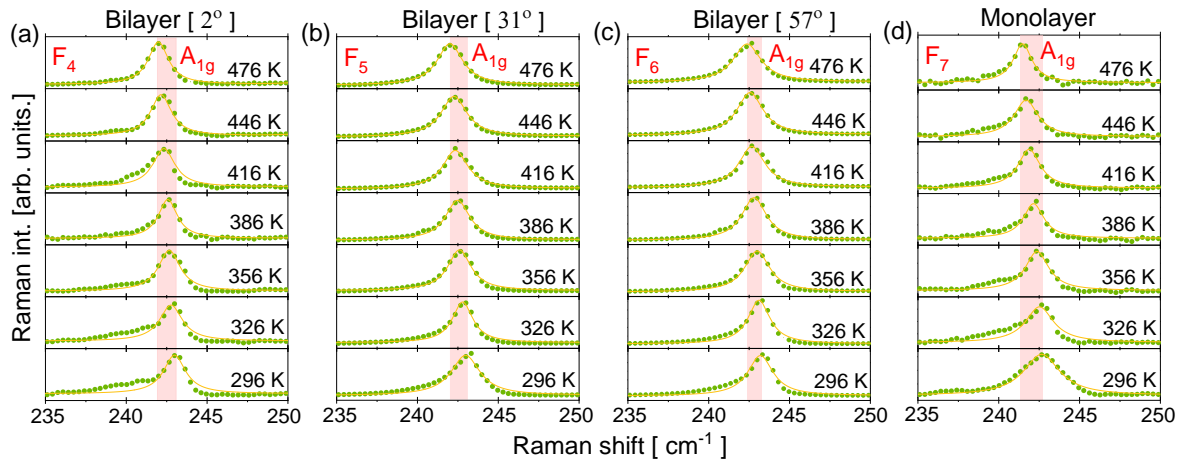 Bilayer [ 2° ]
Bilayer [ 31° ]
Bilayer [ 57° ]
Monolayer
(a)
F4
A1g
476 K
446 K
416 K
386 K
356 K
326 K
296 K
235 240 245 250
(b)
F5
A1g
476 K
446 K
416 K
386 K
356 K
326 K
296 K
235 240 245 250
(c)
F6
A1g
476 K
446 K
416 K
386 K
356 K
326 K
296 K
235 240 245 250
(d)
F7
A1g
476 K
446 K
416 K
386 K
356 K
326 K
296 K
235 240 245 250
Raman int. [arb. units.]
Raman shift [ cm-1 ]